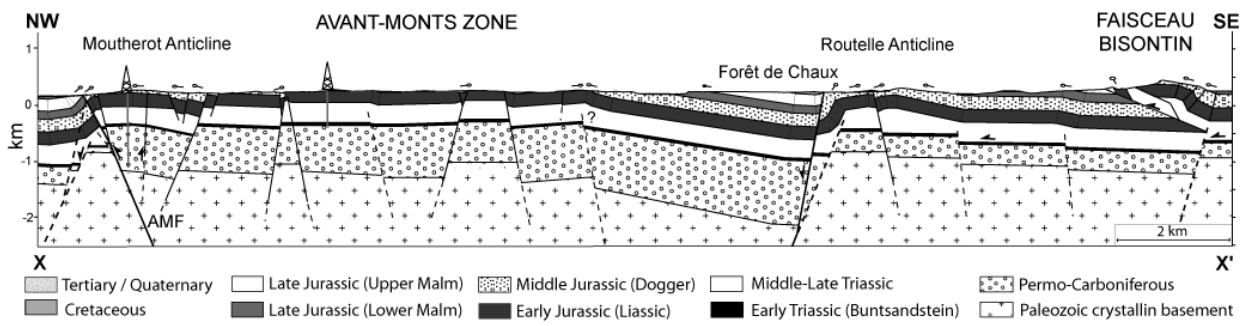 NW
AVANT-MONTS ZONE
FAISCEAU
BISONTIN
SE
Moutherot Anticline
Routelle Anticline
Forêt de Chaux
1
0
-1
-2
km
?
AMF
2 km
X
X'
Tertiary / Quaternary
Late Jurassic (Upper Malm)
Middle Jurassic (Dogger)
Middle-Late Triassic
Permo-Carboniferous
Cretaceous
Late Jurassic (Lower Malm)
Early Jurassic (Liassic)
Early Triassic (Buntsandstein)
Paleozoic crystallin basement